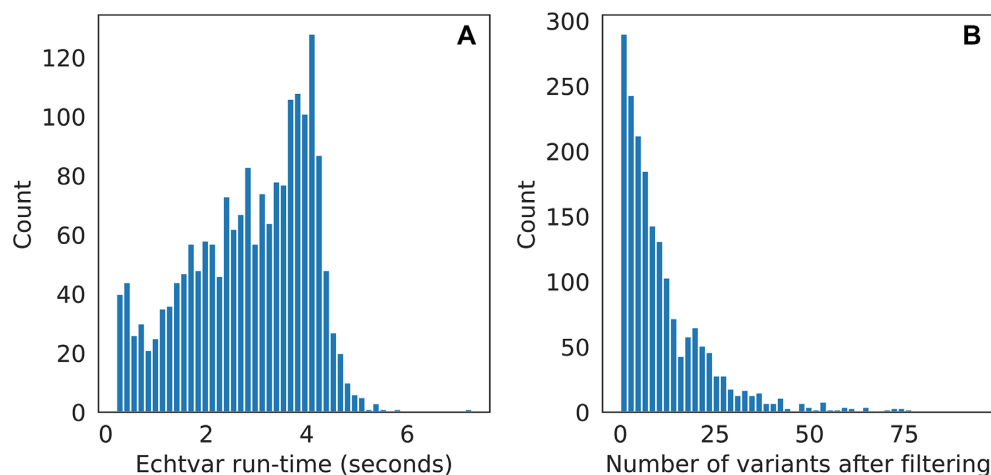 A
120
100
80
60
40
20
0
Count
0 2 4 6
Echtvar run-time (seconds)
B
300
250
200
150
100
50
0
Count
0 25 50 75
Number of variants after filtering